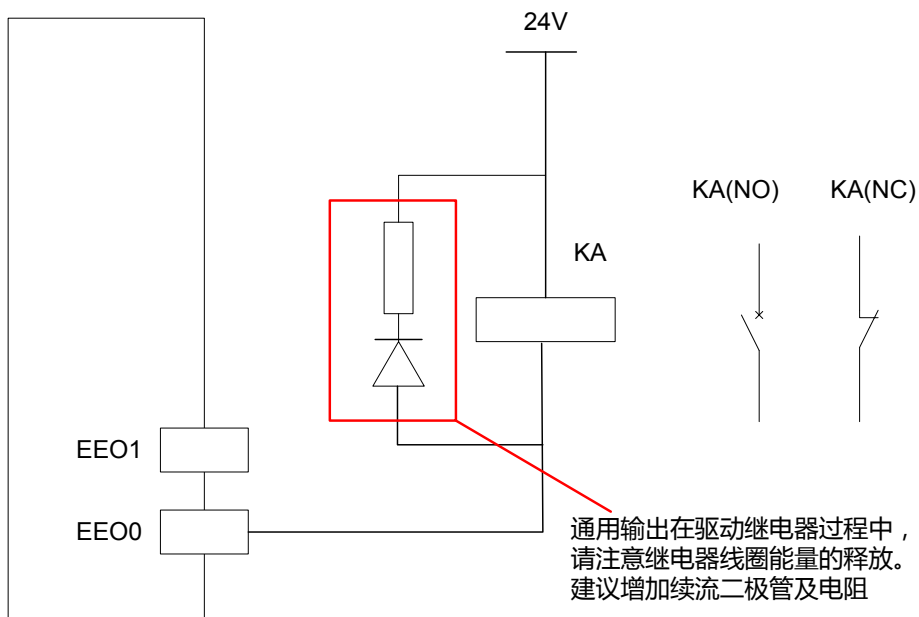 24V
KA(NO)
KA(NC)
KA
EEO1
EEO0
通用输出在驱动继电器过程中，
请注意继电器线圈能量的释放。
建议增加续流二极管及电阻